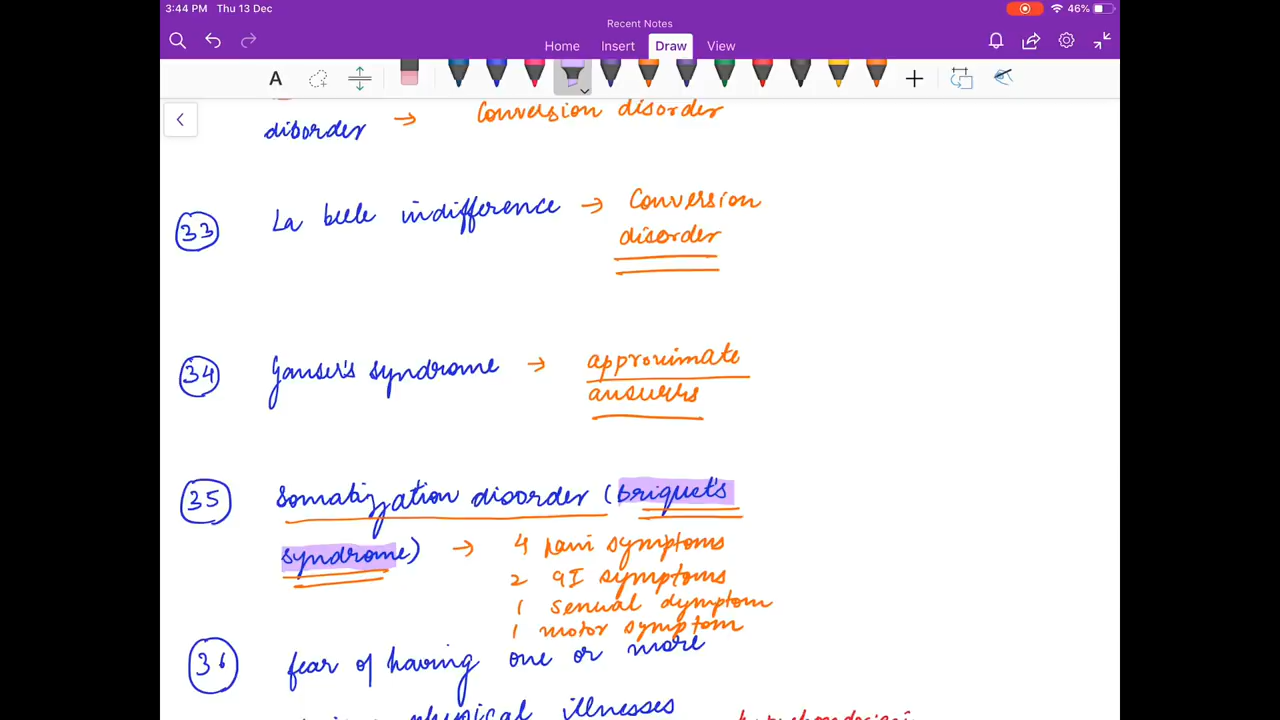 3:44 PM Thu 13 Dec
46%
Recent Notes
Home Insert Draw View
A
disorder → Conversion disorder
33 La belle indifference → Conversion
disorder
34 Ganser's syndrome → approximate
answers
35 Somatization disorder (briquet's
syndrome) → 4 pain symptoms
2 GI symptoms
1 sexual symptom
1 motor symptom
36 fear of having one or more
physical illnesses